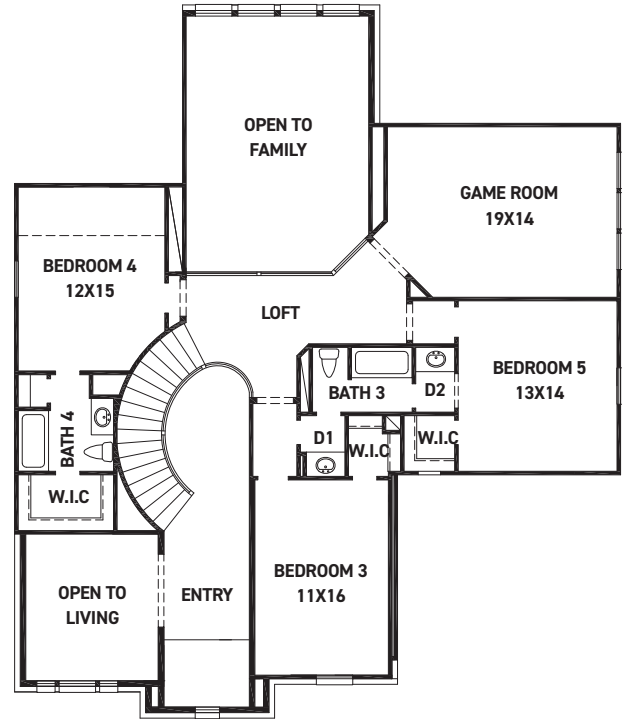 OPEN TO
FAMILY
GAME ROOM
19X14
BEDROOM 4
12X15
LOFT
BEDROOM 5
13X14
BATH 3
D2
BATH 4
D1
W.I.C
W.I.C
W.I.C
BEDROOM 3
11X16
OPEN TO
LIVING
ENTRY